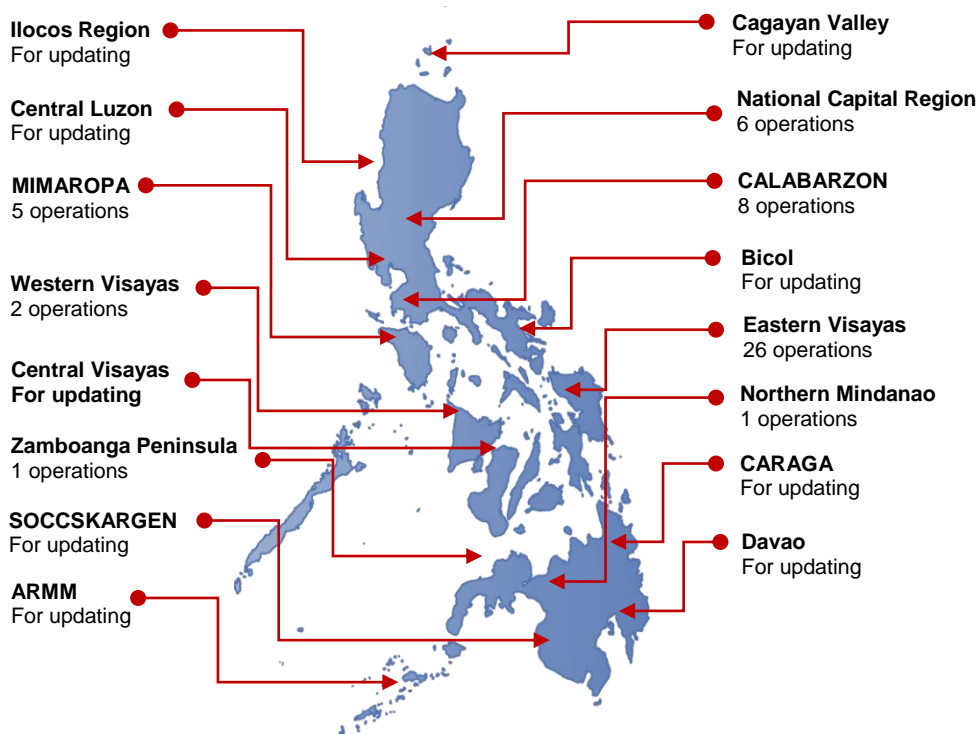 Ilocos Region
For updating
Central Luzon
For updating
MIMAROPA
5 operations
Western Visayas
2 operations
Central Visayas
For updating
Zamboanga Peninsula
1 operations
SOCCSKARGEN
For updating
ARMM
For updating
Cagayan Valley
For updating
National Capital Region
6 operations
CALABARZON
8 operations
Bicol
For updating
Eastern Visayas
26 operations
Northern Mindanao
1 operations
CARAGA
For updating
Davao
For updating